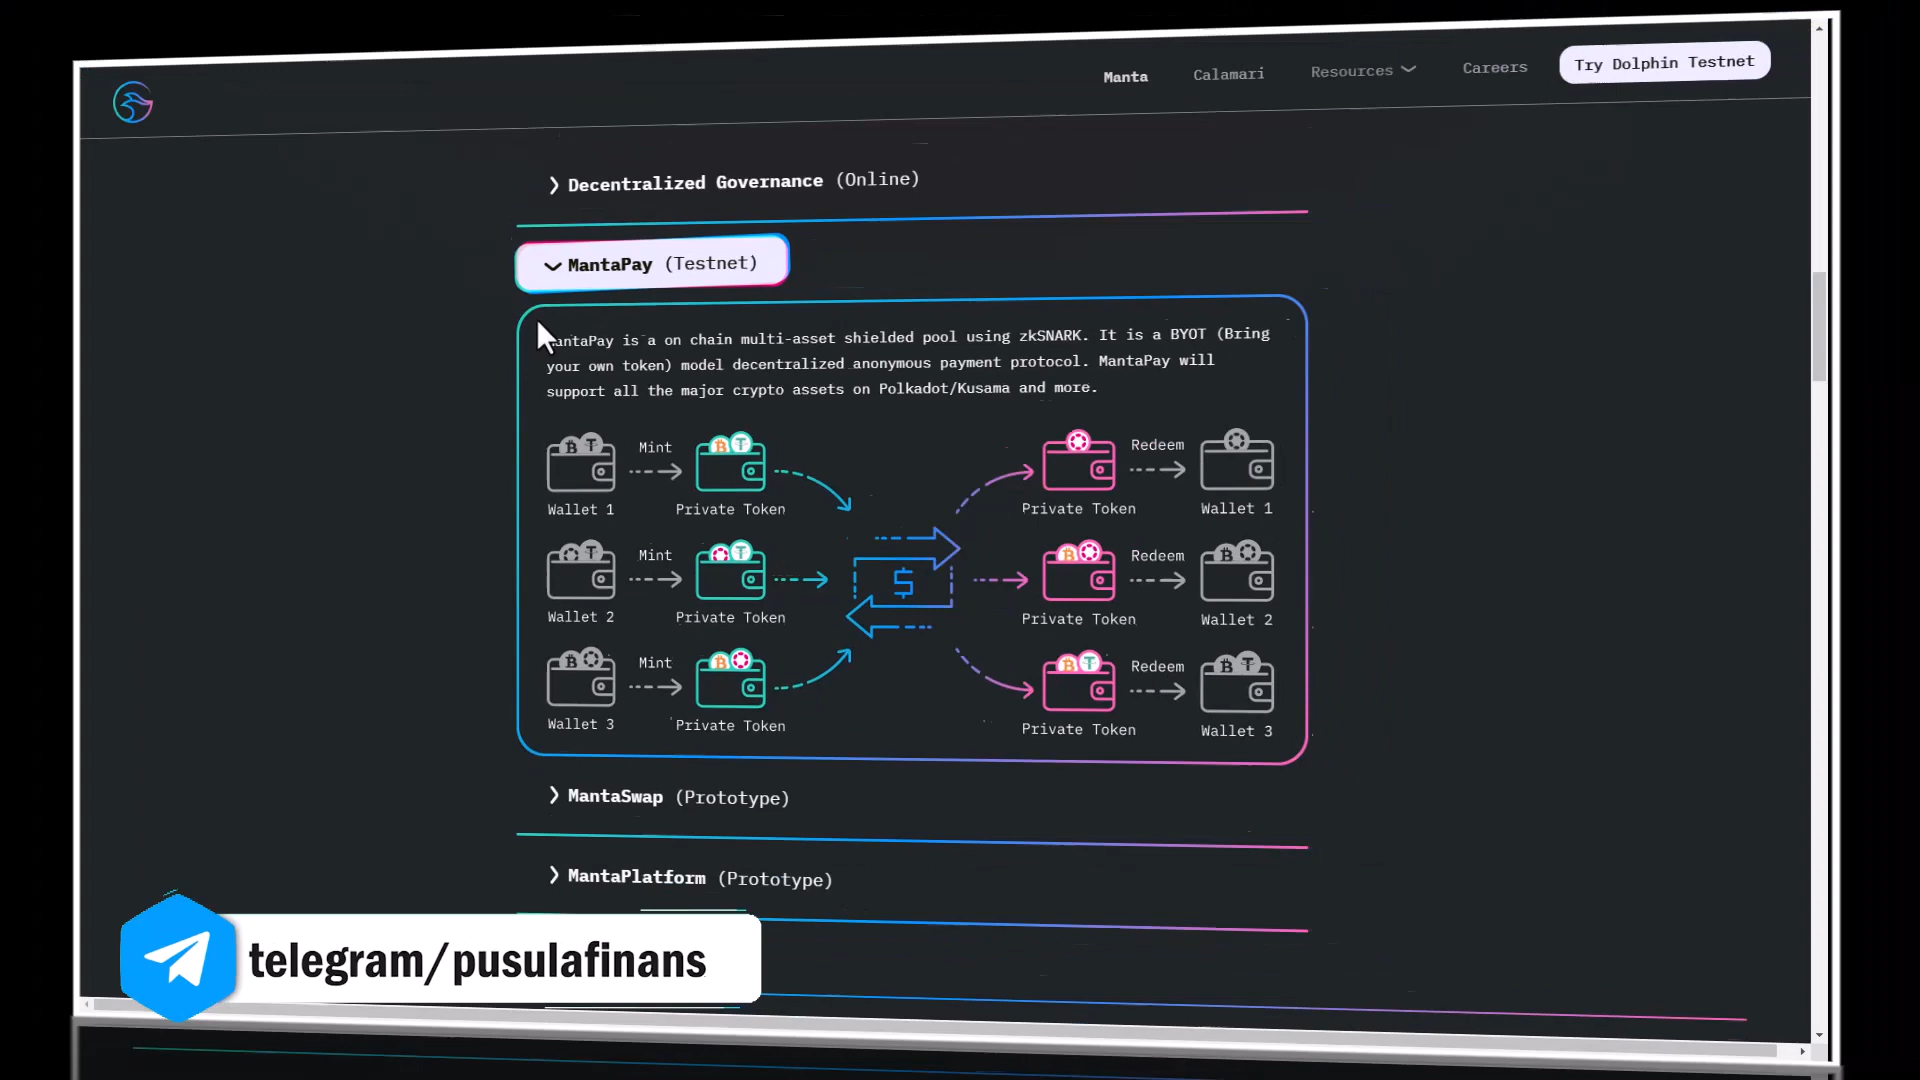 Manta
Calamari
Resources
Careers
Try Dolphin Testnet
Decentralized Governance (Online)
MantaPay (Testnet)
MantaPay is a on chain multi-asset shielded pool using zkSNARK. It is a BYOT (Bring
your own token) model decentralized anonymous payment protocol. MantaPay will
support all the major crypto assets on Polkadot/Kusama and more.
Mint
Redeem
Wallet 1
Private Token
Private Token
Wallet 1
Mint
Redeem
Wallet 2
Private Token
Private Token
Wallet 2
Mint
Redeem
Wallet 3
Private Token
Private Token
Wallet 3
MantaSwap (Prototype)
MantaPlatform (Prototype)
telegram/pusulafinans